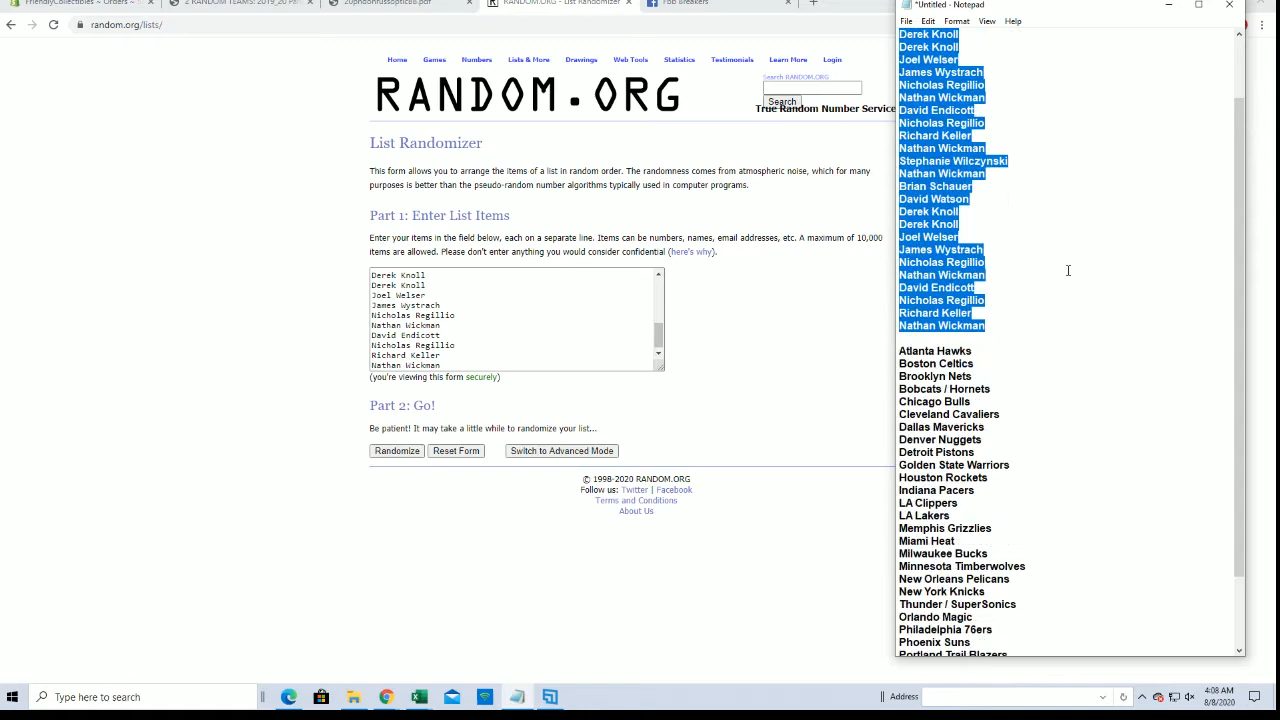 FriendlyCollectibles ~ Orders ~ S
2 RANDOM TEAMS: 2019_20 Pani
RANDOM.ORG - List Randomizer
Fob Breakers
random.org/lists/
Home Games Numbers Lists & More Drawings Web Tools Statistics Testimonials Learn More Login
RANDOM.ORG
Search RANDOM.ORG
Search
True Random Number Service
List Randomizer
This form allows you to arrange the items of a list in random order. The randomness comes from atmospheric noise, which for many
purposes is better than the pseudo-random number algorithms typically used in computer programs.
Part 1: Enter List Items
Enter your items in the field below, each on a separate line. Items can be numbers, names, email addresses, etc. A maximum of 10,000
items are allowed. Please don't enter anything you would consider confidential (here's why).
Derek Knoll
Derek Knoll
Joel Welser
James Wystrach
Nicholas Regillio
Nathan Wickman
David Endicott
Nicholas Regillio
Richard Keller
Nathan Wickman
(you're viewing this form securely)
Part 2: Go!
Be patient! It may take a little while to randomize your list...
Randomize Reset Form Switch to Advanced Mode
© 1998-2020 RANDOM.ORG
Follow us: Twitter | Facebook
Terms and Conditions
About Us
*Untitled - Notepad
File Edit Format View Help
Derek Knoll
Derek Knoll
Joel Welser
James Wystrach
Nicholas Regillio
Nathan Wickman
David Endicott
Nicholas Regillio
Richard Keller
Nathan Wickman
Stephanie Wilczynski
Nathan Wickman
Brian Schauer
David Watson
Derek Knoll
Derek Knoll
Joel Welser
James Wystrach
Nicholas Regillio
Nathan Wickman
David Endicott
Nicholas Regillio
Richard Keller
Nathan Wickman
Atlanta Hawks
Boston Celtics
Brooklyn Nets
Bobcats / Hornets
Chicago Bulls
Cleveland Cavaliers
Dallas Mavericks
Denver Nuggets
Detroit Pistons
Golden State Warriors
Houston Rockets
Indiana Pacers
LA Clippers
LA Lakers
Memphis Grizzlies
Miami Heat
Milwaukee Bucks
Minnesota Timberwolves
New Orleans Pelicans
New York Knicks
Thunder / SuperSonics
Orlando Magic
Philadelphia 76ers
Phoenix Suns
Portland Trail Blazers
Type here to search
Address
4:08 AM
8/8/2020